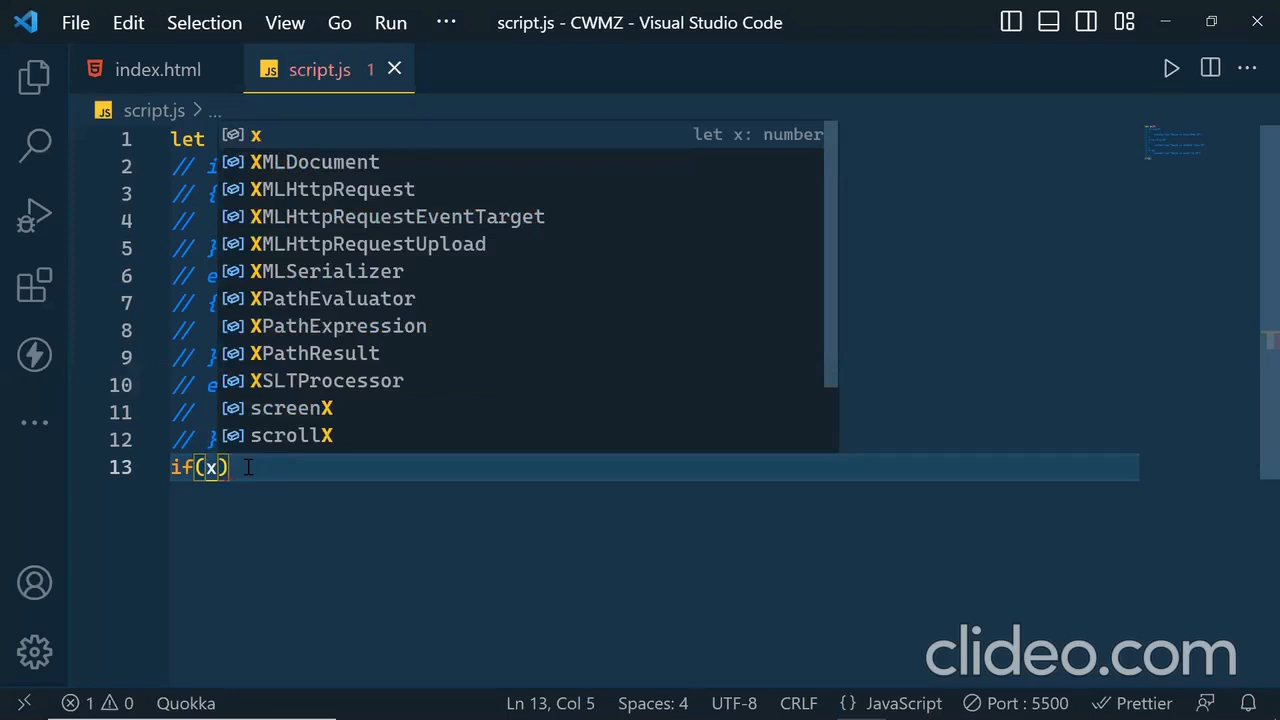 File Edit Selection View Go Run ··· script.js - CWMZ - Visual Studio Code
index.html script.js 1
script.js > ...
1 let
2 // i
3 // {
4 //
5 // }
6 // e
7 // {
8 //
9 // }
10 // e
11 //
12 // }
13 if(x)
x let x: number
XMLDocument
XMLHttpRequest
XMLHttpRequestEventTarget
XMLHttpRequestUpload
XMLSerializer
XPathEvaluator
XPathExpression
XPathResult
XSLTProcessor
screenX
scrollX
clideo.com
1 0 Quokka Ln 13, Col 5 Spaces: 4 UTF-8 CRLF {} JavaScript Port : 5500 Prettier